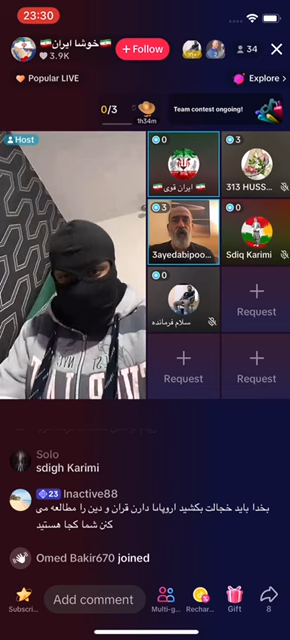 23:30
🇮🇷خوشا ایران🇮🇷
3.9K
+ Follow
34
Popular LIVE
Explore >
0/3
1h34m
Team contest ongoing!
Host
0
🇮🇷 ایران قوی 🇮🇷
3
313 HUSS...
3
3ayedabipoo...
0
Sdiq Karimi
0
سلام فرمانده
Request
Request
Request
Solo
sdigh Karimi
23 Inactive88
بخدا باید خجالت بکشید اروپاىا دارن قران و دین را مطالعه می
کنن شما کجا هستید
Omed Bakir670 joined
Subscri...
Add comment
Multi-g...
Rechar...
Gift
8